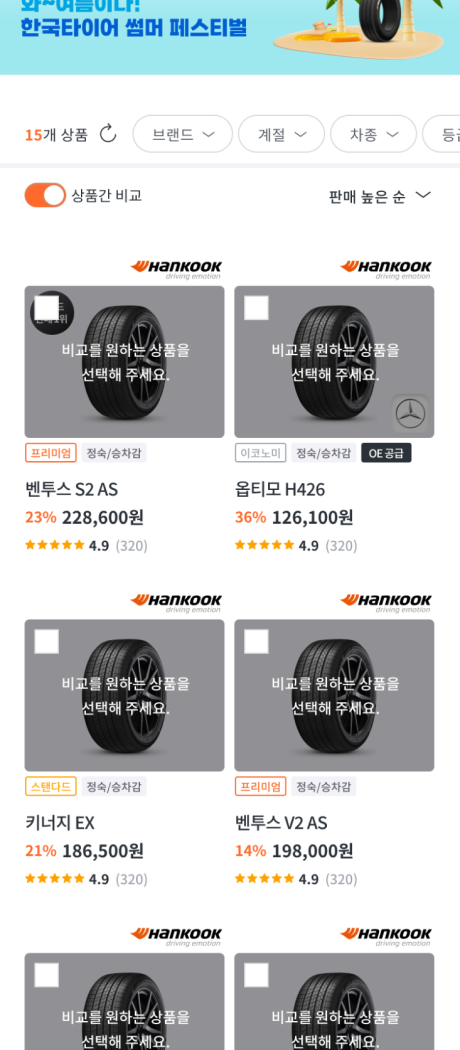 와~여름이다!
한국타이어 썸머 페스티벌
15개 상품
브랜드
계절
차종
상품간 비교
판매 높은 순
HANKOOK
driving emotion
HANKOOK
driving emotion
비교를 원하는 상품을
선택해 주세요.
비교를 원하는 상품을
선택해 주세요.
프리미엄 정숙/승차감
이코노미 정숙/승차감 OE 공급
벤투스 S2 AS
23% 228,600원
4.9 (320)
옵티모 H426
36% 126,100원
4.9 (320)
HANKOOK
driving emotion
HANKOOK
driving emotion
비교를 원하는 상품을
선택해 주세요.
비교를 원하는 상품을
선택해 주세요.
스탠다드 정숙/승차감
프리미엄 정숙/승차감
키너지 EX
21% 186,500원
4.9 (320)
벤투스 V2 AS
14% 198,000원
4.9 (320)
HANKOOK
driving emotion
HANKOOK
driving emotion
비교를 원하는 상품을
선택해 주세요.
비교를 원하는 상품을
선택해 주세요.